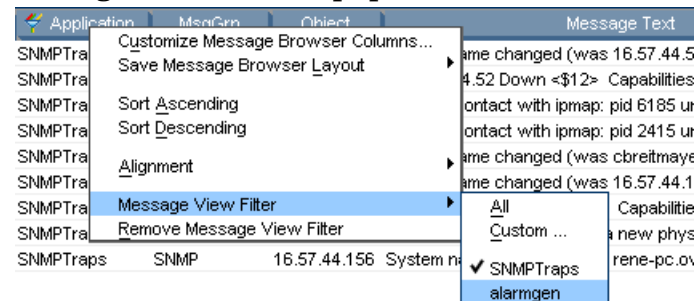 Application MsgGrp Object Message Text
Customize Message Browser Columns...
Save Message Browser Layout
Sort Ascending
Sort Descending
Alignment
Message View Filter
Remove Message View Filter
All
Custom ...
SNMPTraps
alarmgen
SNMPTra ame changed (was 16.57.44.5
SNMPTra 4.52 Down <$12> Capabilities
SNMPTra ontact with ipmap: pid 6185 ur
SNMPTra ontact with ipmap: pid 2415 ur
SNMPTra ame changed (was cbreitmaye
SNMPTra ame changed (was 16.57.44.1
SNMPTra Capabilitie
SNMPTra new phys
SNMPTraps SNMP 16.57.44.156 System n rene-pc.ov